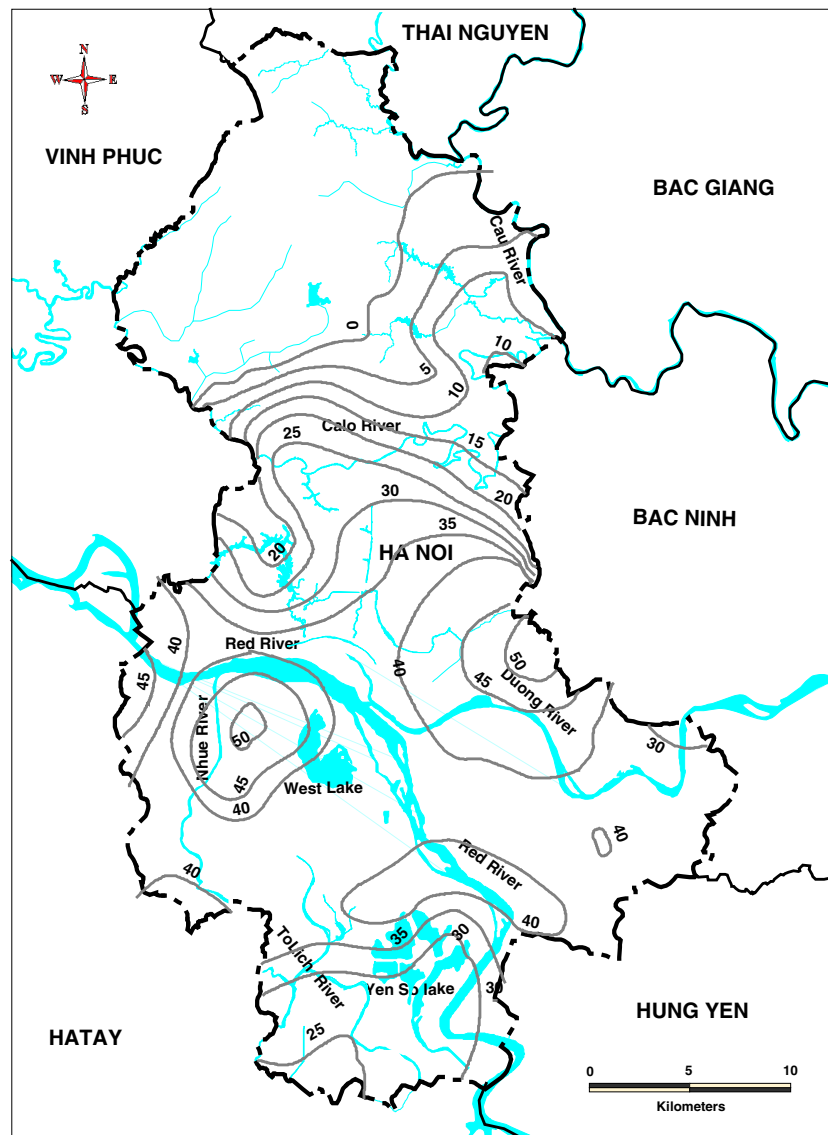 THAI NGUYEN
N
W E
S
VINH PHUC
BAC GIANG
Cau River
0
10
5
10
Calo River
25
15
20
30
BAC NINH
35
HA NOI
20
40
Red River
50
40
45
45
Duong River
Nhue River
50
30
45
West Lake
40
40
Red River
40
40
35
30
ToLich River
Yen So lake
30
HUNG YEN
25
HATAY
0 5 10
Kilometers